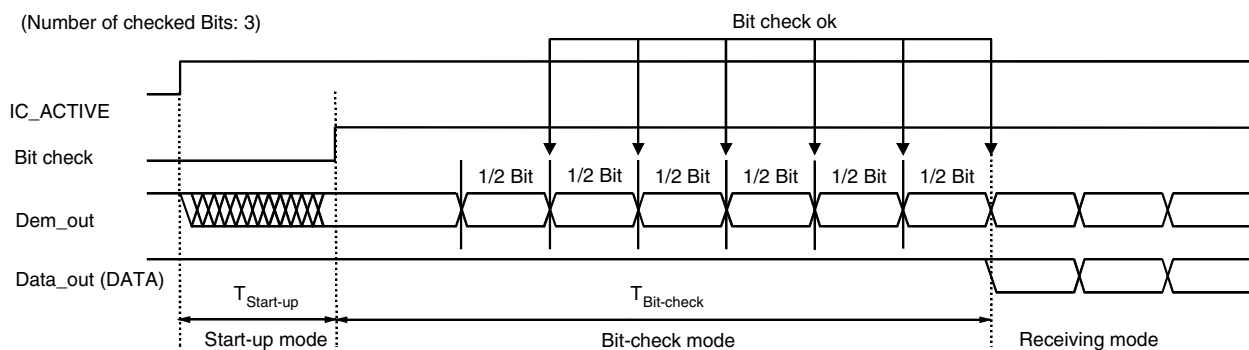 (Number of checked Bits: 3)
Bit check ok
IC_ACTIVE
Bit check
1/2 Bit 1/2 Bit 1/2 Bit 1/2 Bit 1/2 Bit 1/2 Bit
Dem_out
Data_out (DATA)
TStart-up TBit-check
Start-up mode Bit-check mode Receiving mode